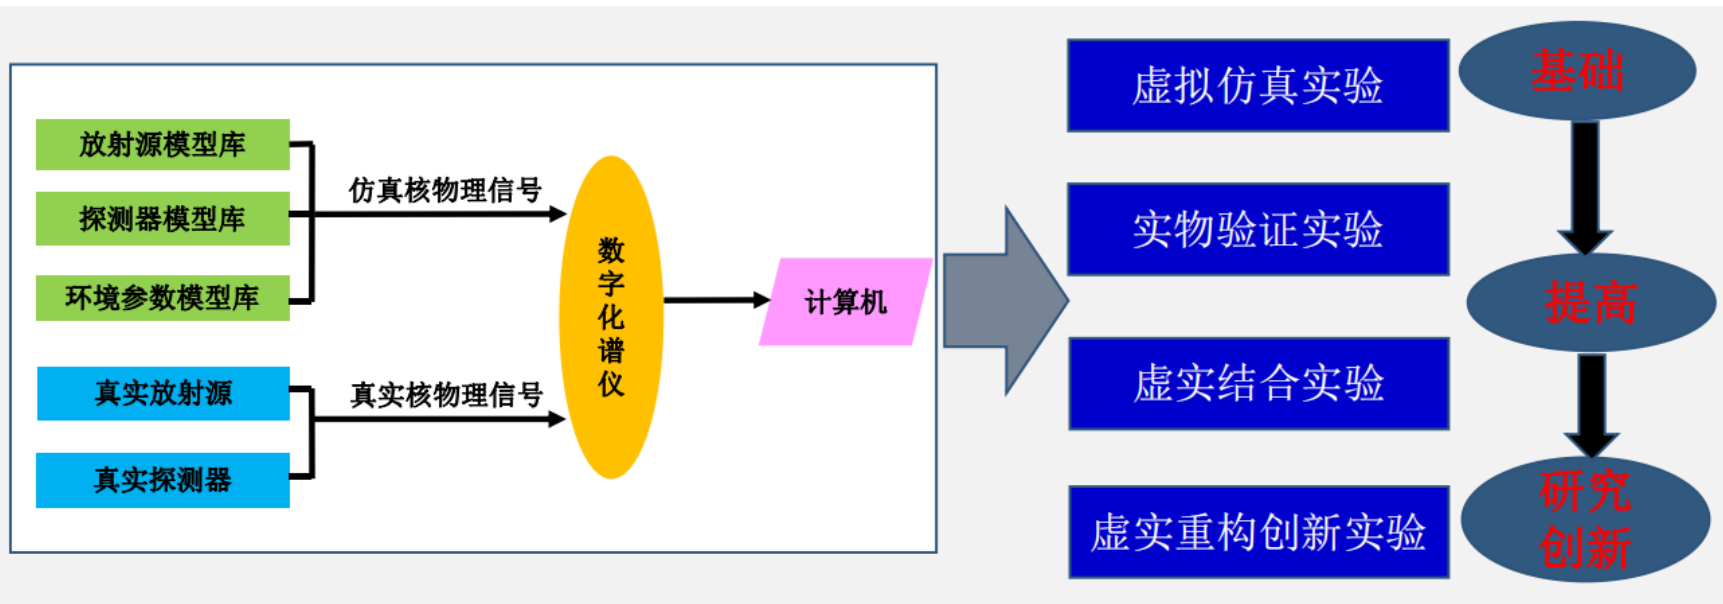 放射源模型库
探测器模型库
环境参数模型库
仿真核物理信号
真实放射源
真实探测器
真实核物理信号
数
字
化
谱
仪
计算机
虚拟仿真实验
实物验证实验
虚实结合实验
虚实重构创新实验
基础
提高
研究
创新